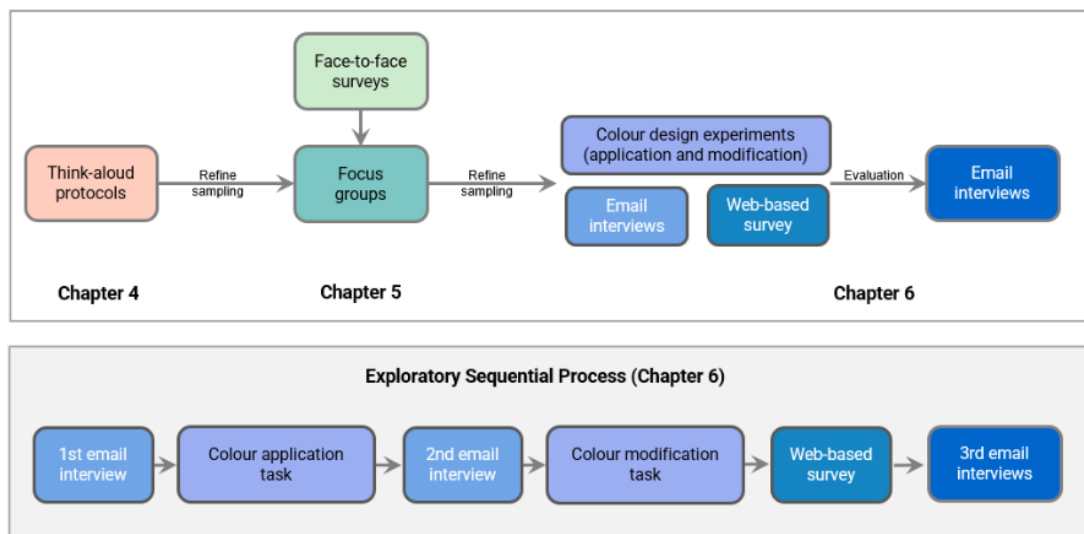 Face-to-face
surveys
Think-aloud
protocols
Refine
sampling
Focus
groups
Refine
sampling
Colour design experiments
(application and modification)
Email
interviews
Web-based
survey
Evaluation
Email
interviews
Chapter 4
Chapter 5
Chapter 6
Exploratory Sequential Process (Chapter 6)
1st email
interview
Colour application
task
2nd email
interview
Colour modification
task
Web-based
survey
3rd email
interviews